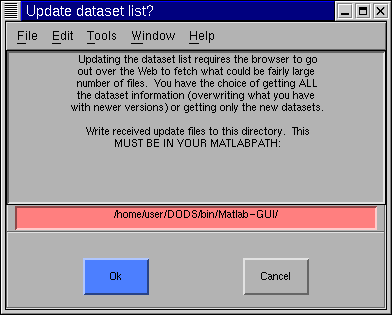 Update dataset list?
File Edit Tools Window Help
Updating the dataset list requires the browser to go
out over the Web to fetch what could be fairly large
number of files. You have the choice of getting ALL
the dataset information (overwriting what you have
with newer versions) or getting only the new datasets.
Write received update files to this directory. This
MUST BE IN YOUR MATLABPATH:
/home/user/DODS/bin/Matlab-GUI/
Ok Cancel